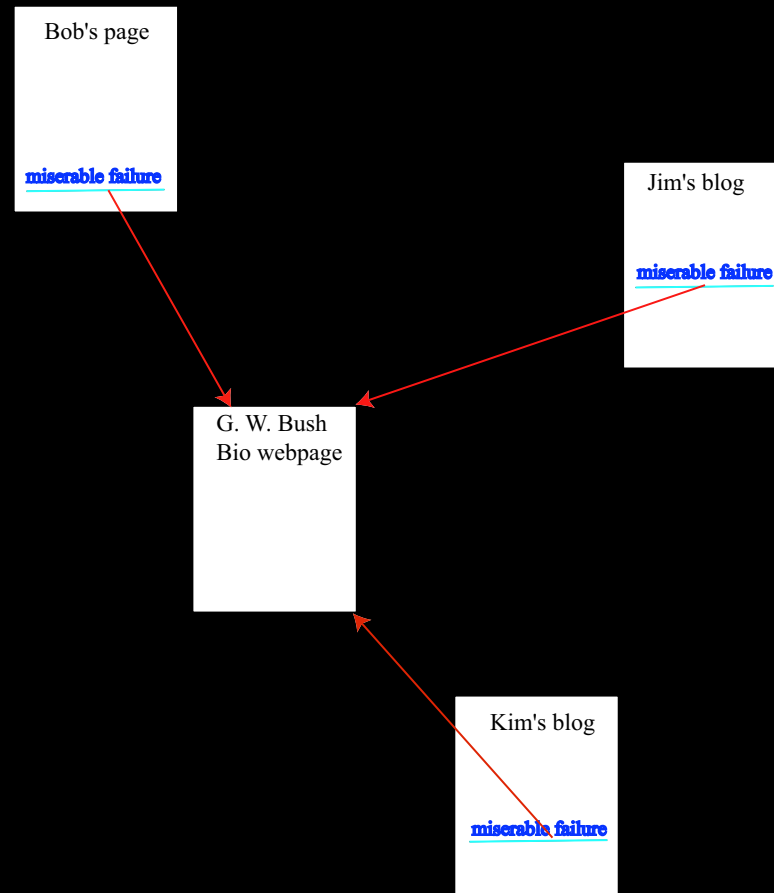 Bob's page
miserable failure
Jim's blog
miserable failure
G. W. Bush
Bio webpage
Kim's blog
miserable failure